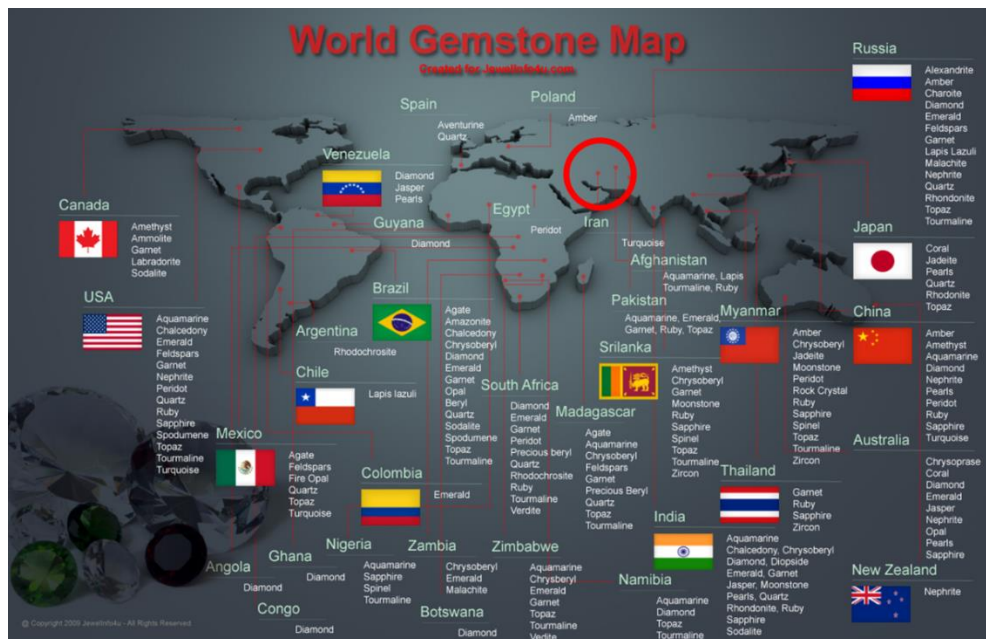 World Gemstone Map
Created for JewelInfo4u.com
Russia
Alexandrite
Amber
Charoite
Diamond
Emerald
Feldspars
Garnet
Lapis Lazuli
Malachite
Nephrite
Quartz
Rhondonite
Topaz
Tourmaline
Poland
Amber
Spain
Aventurine
Quartz
Venezuela
Diamond
Jasper
Pearls
Canada
Amethyst
Ammolite
Garnet
Labradorite
Sodalite
Guyana
Diamond
Egypt
Peridot
Iran
Turquoise
Afghanistan
Aquamarine, Lapis
Tourmaline, Ruby
Japan
Coral
Jadeite
Pearls
Quartz
Rhodonite
Topaz
USA
Aquamarine
Chalcedony
Emerald
Feldspars
Garnet
Nephrite
Peridot
Quartz
Ruby
Sapphire
Spodumene
Topaz
Tourmaline
Turquoise
Brazil
Agate
Amazonite
Chalcedony
Chrysoberyl
Diamond
Emerald
Garnet
Opal
Beryl
Quartz
Sodalite
Spodumene
Topaz
Tourmaline
Argentina
Rhodochrosite
Pakistan
Aquamarine, Emerald,
Garnet, Ruby, Topaz
Myanmar
Amber
Chrysoberyl
Jadeite
Moonstone
Peridot
Rock Crystal
Ruby
Sapphire
Spinel
Topaz
Tourmaline
Zircon
China
Amber
Amethyst
Aquamarine
Diamond
Nephrite
Pearls
Peridot
Ruby
Sapphire
Turquoise
Srilanka
Amethyst
Chrysoberyl
Garnet
Moonstone
Ruby
Sapphire
Spinel
Topaz
Tourmaline
Zircon
Chile
Lapis lazuli
South Africa
Diamond
Emerald
Garnet
Peridot
Precious beryl
Quartz
Rhodochrosite
Ruby
Tourmaline
Verdite
Madagascar
Agate
Aquamarine
Chrysoberyl
Feldspars
Garnet
Precious Beryl
Quartz
Topaz
Tourmaline
Mexico
Agate
Feldspars
Fire Opal
Quartz
Topaz
Turquoise
Colombia
Emerald
Australia
Chrysoprase
Coral
Diamond
Emerald
Jasper
Nephrite
Opal
Pearls
Sapphire
Thailand
Garnet
Ruby
Sapphire
Zircon
India
Aquamarine
Chalcedony, Chrysoberyl
Diamond, Diopside
Emerald, Garnet
Jasper, Moonstone
Pearls, Quartz
Rhondonite, Ruby
Sapphire
Sodalite
Angola
Diamond
Ghana
Diamond
Nigeria
Aquamarine
Sapphire
Spinel
Tourmaline
Zambia
Chrysoberyl
Emerald
Malachite
Zimbabwe
Aquamarine
Chrysberyl
Emerald
Garnet
Topaz
Tourmaline
Verdite
Namibia
Aquamarine
Diamond
Topaz
Tourmaline
New Zealand
Nephrite
Congo
Diamond
Botswana
Diamond
@ Copyright 2009 JewelInfo4u - All Rights Reserved